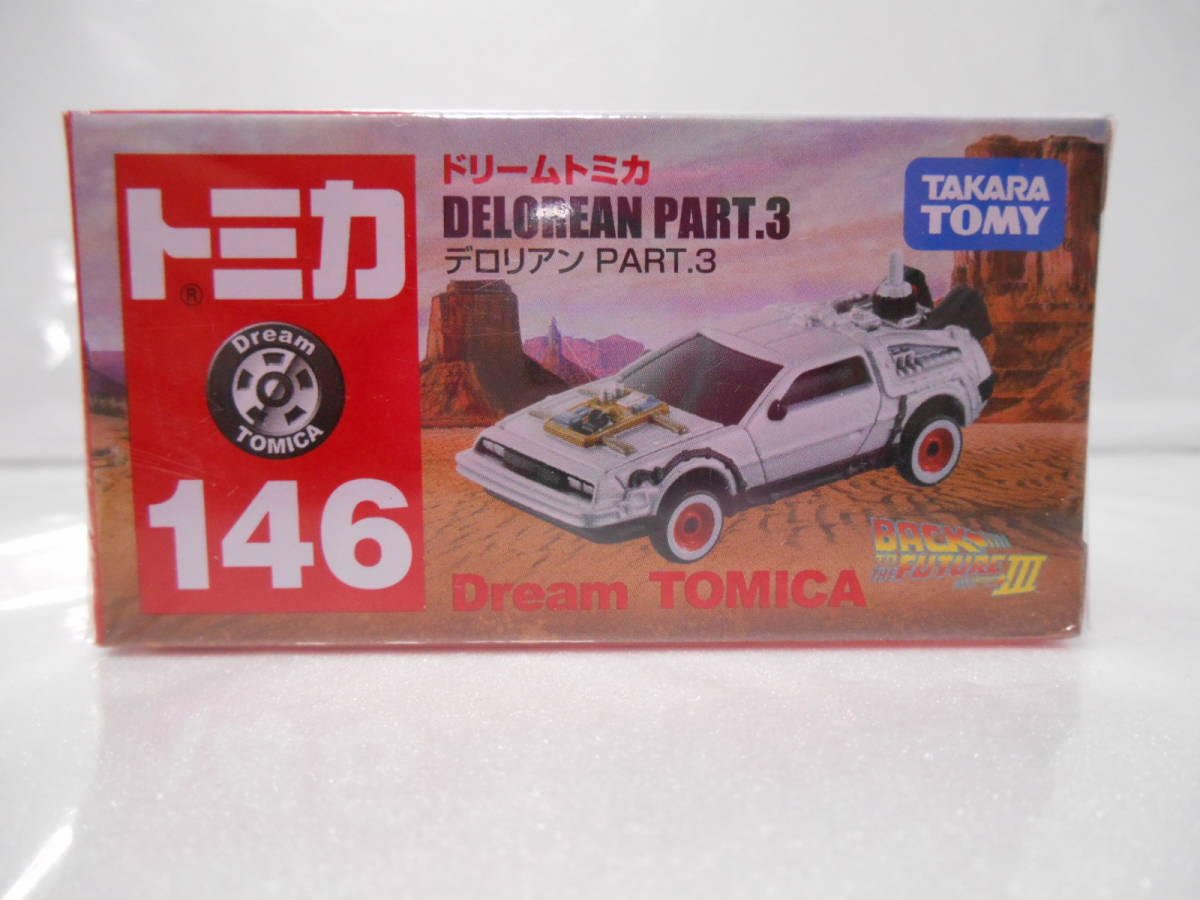 トミカ
®
Dream
TOMICA
146
ドリームトミカ
DELOREAN PART.3
デロリアン PART.3
TAKARA
TOMY
BACK
TO THE FUTURE III
Dream TOMICA